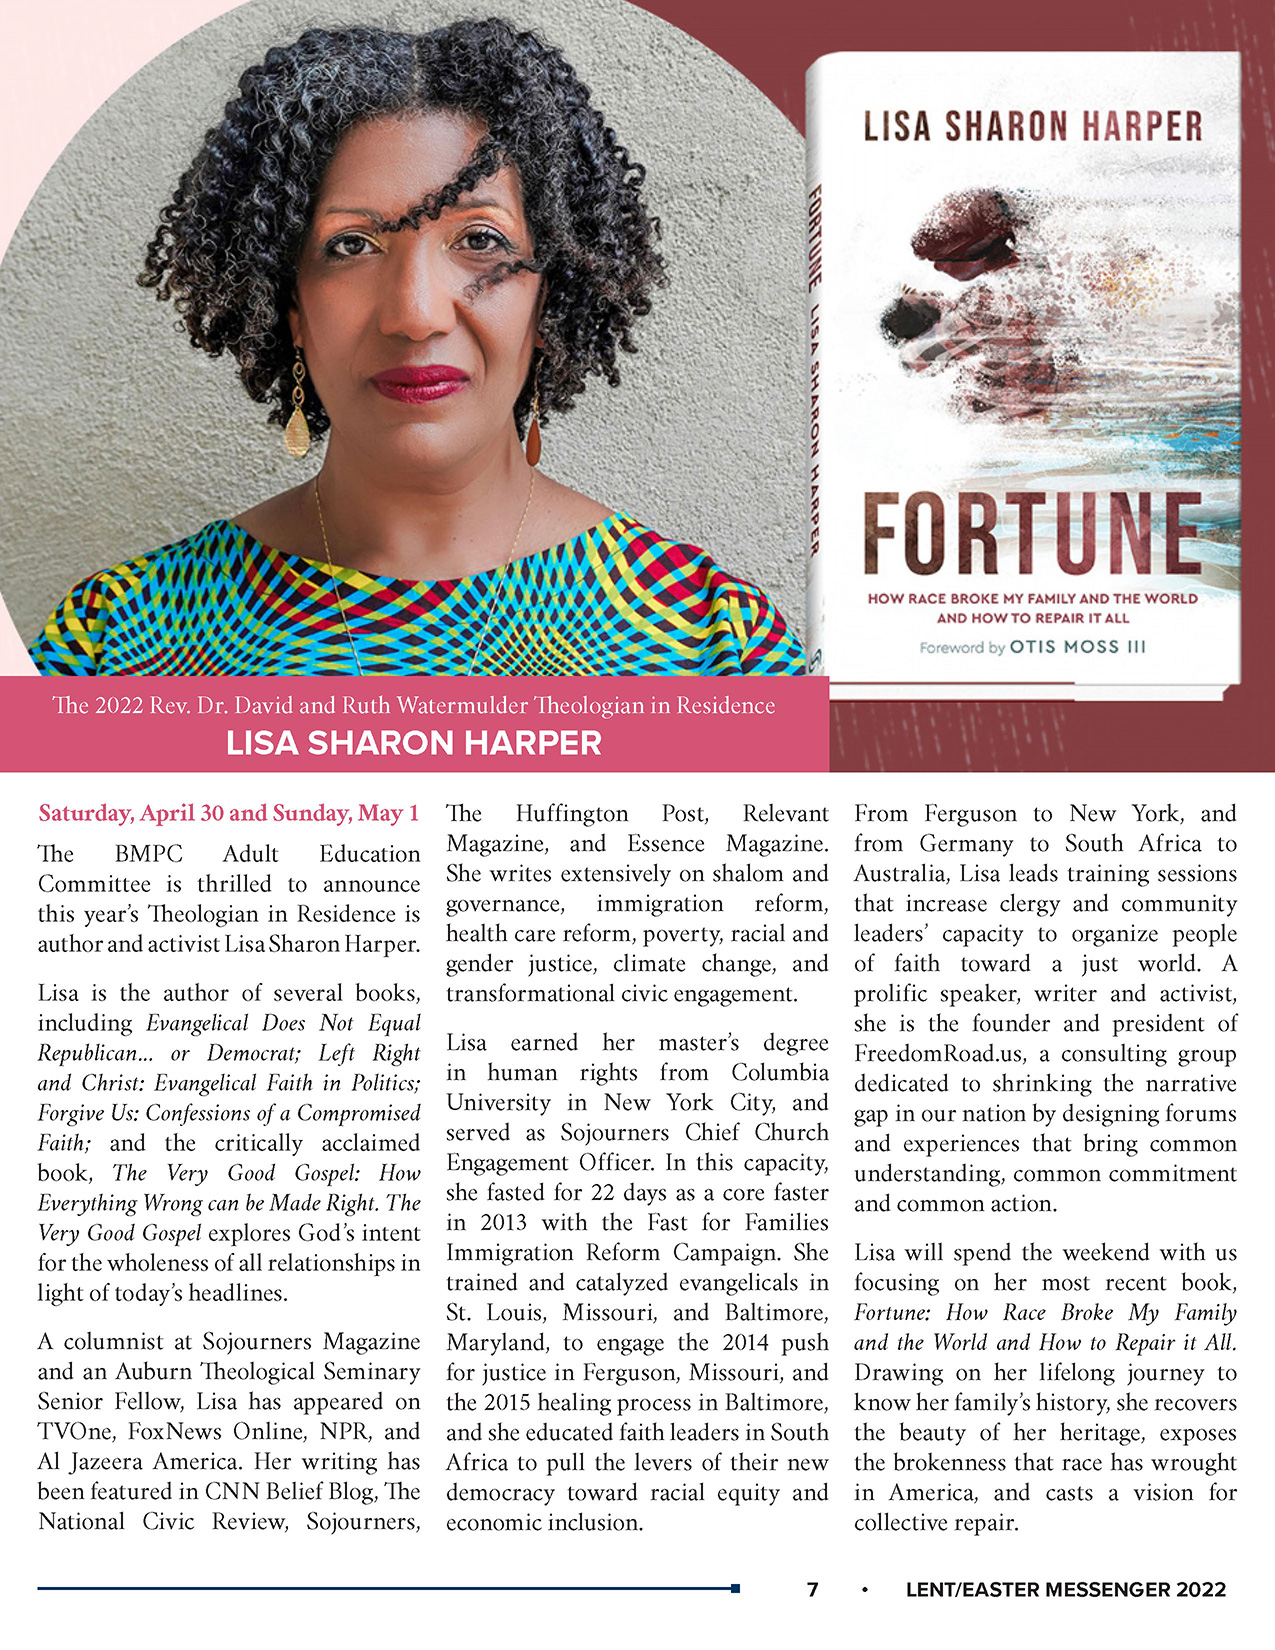 LISA SHARON HARPER
FORTUNE LISA SHARON HARPER
FORTUNE
HOW RACE BROKE MY FAMILY AND THE WORLD
AND HOW TO REPAIR IT ALL
Foreword by OTIS MOSS III
The 2022 Rev. Dr. David and Ruth Watermulder Theologian in Residence
LISA SHARON HARPER
Saturday, April 30 and Sunday, May 1
The BMPC Adult Education
Committee is thrilled to announce
this year’s Theologian in Residence is
author and activist Lisa Sharon Harper.
Lisa is the author of several books,
including Evangelical Does Not Equal
Republican... or Democrat; Left Right
and Christ: Evangelical Faith in Politics;
Forgive Us: Confessions of a Compromised
Faith; and the critically acclaimed
book, The Very Good Gospel: How
Everything Wrong can be Made Right. The
Very Good Gospel explores God’s intent
for the wholeness of all relationships in
light of today’s headlines.
A columnist at Sojourners Magazine
and an Auburn Theological Seminary
Senior Fellow, Lisa has appeared on
TVOne, FoxNews Online, NPR, and
Al Jazeera America. Her writing has
been featured in CNN Belief Blog, The
National Civic Review, Sojourners,
The Huffington Post, Relevant
Magazine, and Essence Magazine.
She writes extensively on shalom and
governance, immigration reform,
health care reform, poverty, racial and
gender justice, climate change, and
transformational civic engagement.
Lisa earned her master’s degree
in human rights from Columbia
University in New York City, and
served as Sojourners Chief Church
Engagement Officer. In this capacity,
she fasted for 22 days as a core faster
in 2013 with the Fast for Families
Immigration Reform Campaign. She
trained and catalyzed evangelicals in
St. Louis, Missouri, and Baltimore,
Maryland, to engage the 2014 push
for justice in Ferguson, Missouri, and
the 2015 healing process in Baltimore,
and she educated faith leaders in South
Africa to pull the levers of their new
democracy toward racial equity and
economic inclusion.
From Ferguson to New York, and
from Germany to South Africa to
Australia, Lisa leads training sessions
that increase clergy and community
leaders’ capacity to organize people
of faith toward a just world. A
prolific speaker, writer and activist,
she is the founder and president of
FreedomRoad.us, a consulting group
dedicated to shrinking the narrative
gap in our nation by designing forums
and experiences that bring common
understanding, common commitment
and common action.
Lisa will spend the weekend with us
focusing on her most recent book,
Fortune: How Race Broke My Family
and the World and How to Repair it All.
Drawing on her lifelong journey to
know her family’s history, she recovers
the beauty of her heritage, exposes
the brokenness that race has wrought
in America, and casts a vision for
collective repair.
7 • LENT/EASTER MESSENGER 2022